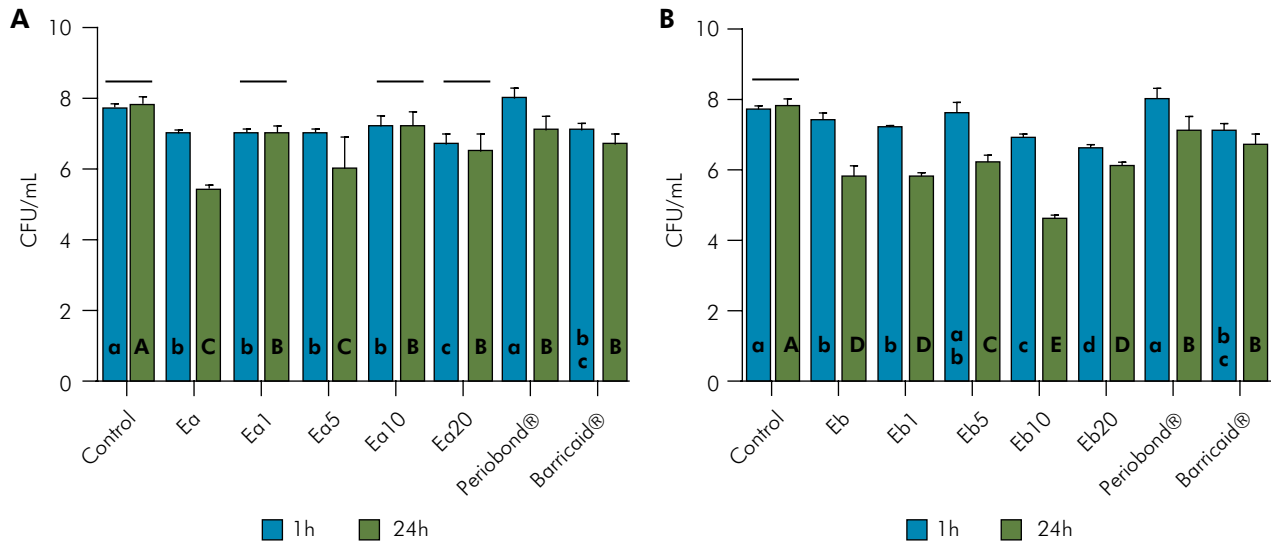 A
10
8
6
4
2
0
CFU/mL
a A b C b B b C b B c B a B b c B
Control Ea Ea1 Ea5 Ea10 Ea20 Periobond® Barricaid®
1h 24h
B
10
8
6
4
2
0
CFU/mL
a A b D b D a b C c E d D a B b c B
Control Eb Eb1 Eb5 Eb10 Eb20 Periobond® Barricaid®
1h 24h